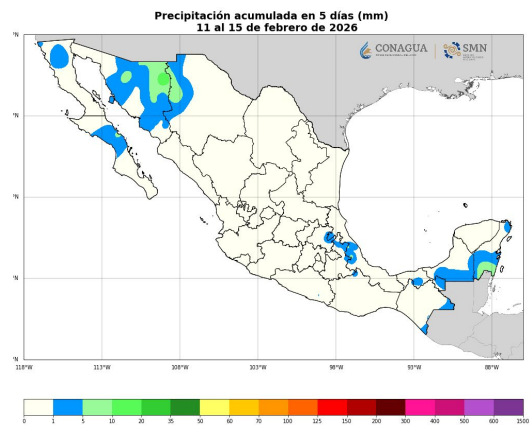 Precipitación acumulada en 5 días (mm)
11 al 15 de febrero de 2026
CONAGUA
SMN
°N
°N
°N
°N
°N
118°W 113°W 108°W 103°W 98°W 93°W 88°W
0 1 5 10 20 35 50 60 70 100 125 150 200 300 400 500 600 1500